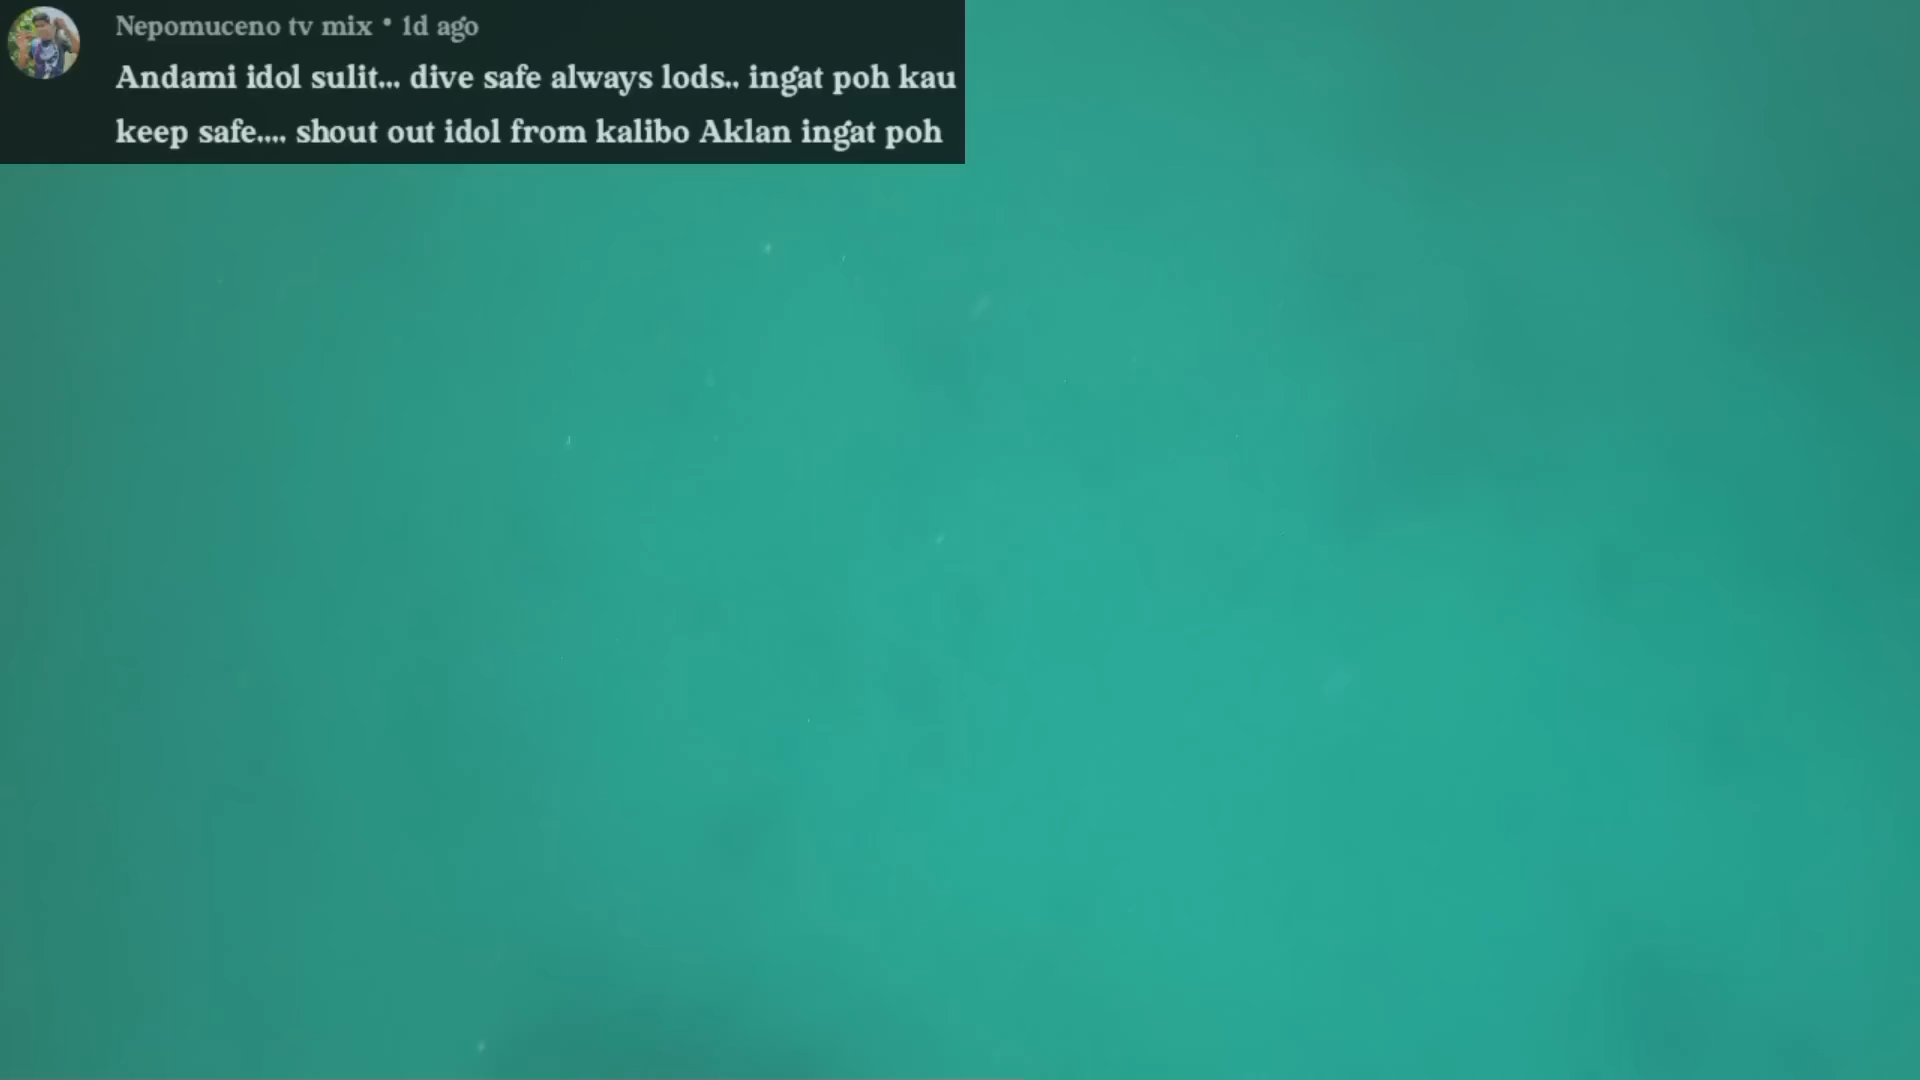 Nepomuceno tv mix • 1d ago
Andami idol sulit... dive safe always lods.. ingat poh kau
keep safe.... shout out idol from kalibo Aklan ingat poh